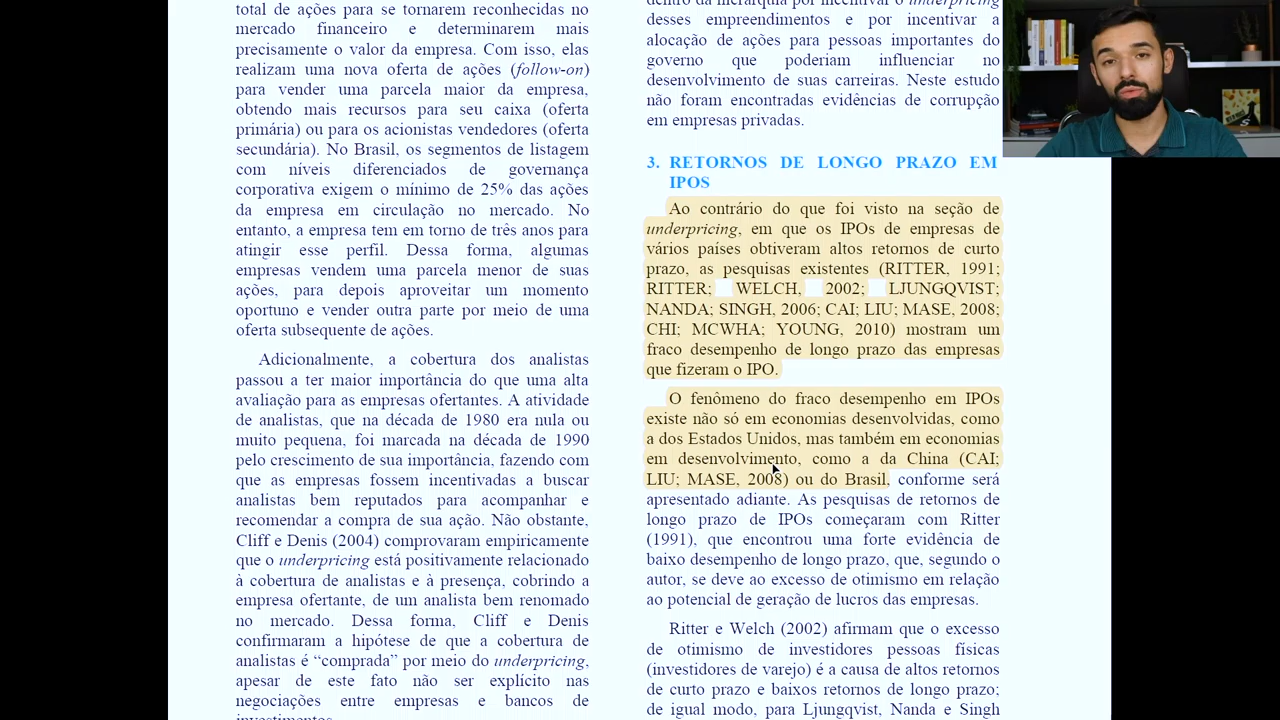 total de ações para se tornarem reconhecidas no
mercado financeiro e determinarem mais
precisamente o valor da empresa. Com isso, elas
realizam uma nova oferta de ações (follow-on)
para vender uma parcela maior da empresa,
obtendo mais recursos para seu caixa (oferta
primária) ou para os acionistas vendedores (oferta
secundária). No Brasil, os segmentos de listagem
com níveis diferenciados de governança
corporativa exigem o mínimo de 25% das ações
da empresa em circulação no mercado. No
entanto, a empresa tem em torno de três anos para
atingir esse perfil. Dessa forma, algumas
empresas vendem uma parcela menor de suas
ações, para depois aproveitar um momento
oportuno e vender outra parte por meio de uma
oferta subsequente de ações.
Adicionalmente, a cobertura dos analistas
passou a ter maior importância do que uma alta
avaliação para as empresas ofertantes. A atividade
de analistas, que na década de 1980 era nula ou
muito pequena, foi marcada na década de 1990
pelo crescimento de sua importância, fazendo com
que as empresas fossem incentivadas a buscar
analistas bem reputados para acompanhar e
recomendar a compra de sua ação. Não obstante,
Cliff e Denis (2004) comprovaram empiricamente
que o underpricing está positivamente relacionado
à cobertura de analistas e à presença, cobrindo a
empresa ofertante, de um analista bem renomado
no mercado. Dessa forma, Cliff e Denis
confirmaram a hipótese de que a cobertura de
analistas é “comprada” por meio do underpricing,
apesar de este fato não ser explícito nas
negociações entre empresas e bancos de
investimentos.
dentro da hierarquia por incentivar o underpricing
desses empreendimentos e por incentivar a
alocação de ações para pessoas importantes do
governo que poderiam influenciar no
desenvolvimento de suas carreiras. Neste estudo
não foram encontradas evidências de corrupção
em empresas privadas.
3. RETORNOS DE LONGO PRAZO EM
IPOS
Ao contrário do que foi visto na seção de
underpricing, em que os IPOs de empresas de
vários países obtiveram altos retornos de curto
prazo, as pesquisas existentes (RITTER, 1991;
RITTER; WELCH, 2002; LJUNGQVIST;
NANDA; SINGH, 2006; CAI; LIU; MASE, 2008;
CHI; MCWHA; YOUNG, 2010) mostram um
fraco desempenho de longo prazo das empresas
que fizeram o IPO.
O fenômeno do fraco desempenho em IPOs
existe não só em economias desenvolvidas, como
a dos Estados Unidos, mas também em economias
em desenvolvimento, como a da China (CAI;
LIU; MASE, 2008) ou do Brasil, conforme será
apresentado adiante. As pesquisas de retornos de
longo prazo de IPOs começaram com Ritter
(1991), que encontrou uma forte evidência de
baixo desempenho de longo prazo, que, segundo o
autor, se deve ao excesso de otimismo em relação
ao potencial de geração de lucros das empresas.
Ritter e Welch (2002) afirmam que o excesso
de otimismo de investidores pessoas físicas
(investidores de varejo) é a causa de altos retornos
de curto prazo e baixos retornos de longo prazo;
de igual modo, para Ljungqvist, Nanda e Singh